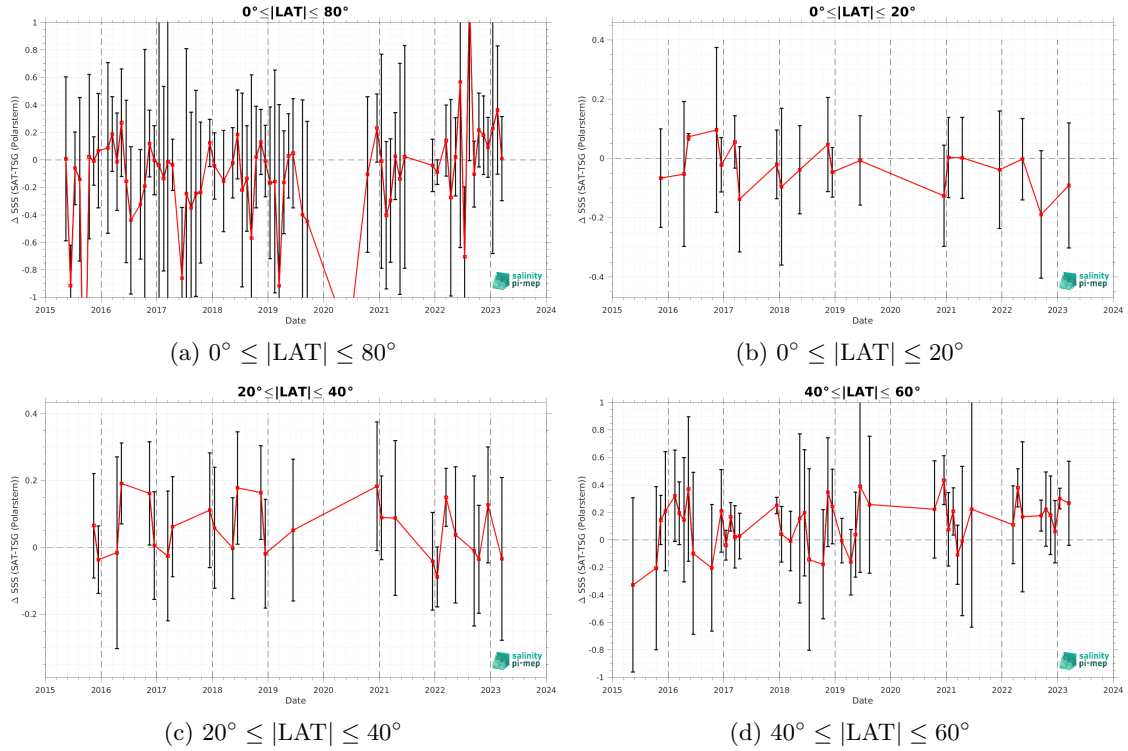 0°≤|LAT|≤ 80°
Δ SSS (SAT-TSG (Polarstern))
1
0.8
0.6
0.4
0.2
0
-0.2
-0.4
-0.6
-0.8
-1
2015 2016 2017 2018 2019 2020 2021 2022 2023 2024
Date
salinity
pi-mep
(a) 0° ≤ |LAT| ≤ 80°
0°≤|LAT|≤ 20°
Δ SSS (SAT-TSG (Polarstern))
0.4
0.2
0
-0.2
-0.4
2015 2016 2017 2018 2019 2020 2021 2022 2023 2024
Date
salinity
pi-mep
(b) 0° ≤ |LAT| ≤ 20°
20°≤|LAT|≤ 40°
Δ SSS (SAT-TSG (Polarstern))
0.4
0.2
0
-0.2
2015 2016 2017 2018 2019 2020 2021 2022 2023 2024
Date
salinity
pi-mep
(c) 20° ≤ |LAT| ≤ 40°
40°≤|LAT|≤ 60°
Δ SSS (SAT-TSG (Polarstern))
1
0.8
0.6
0.4
0.2
0
-0.2
-0.4
-0.6
-0.8
-1
2015 2016 2017 2018 2019 2020 2021 2022 2023 2024
Date
salinity
pi-mep
(d) 40° ≤ |LAT| ≤ 60°